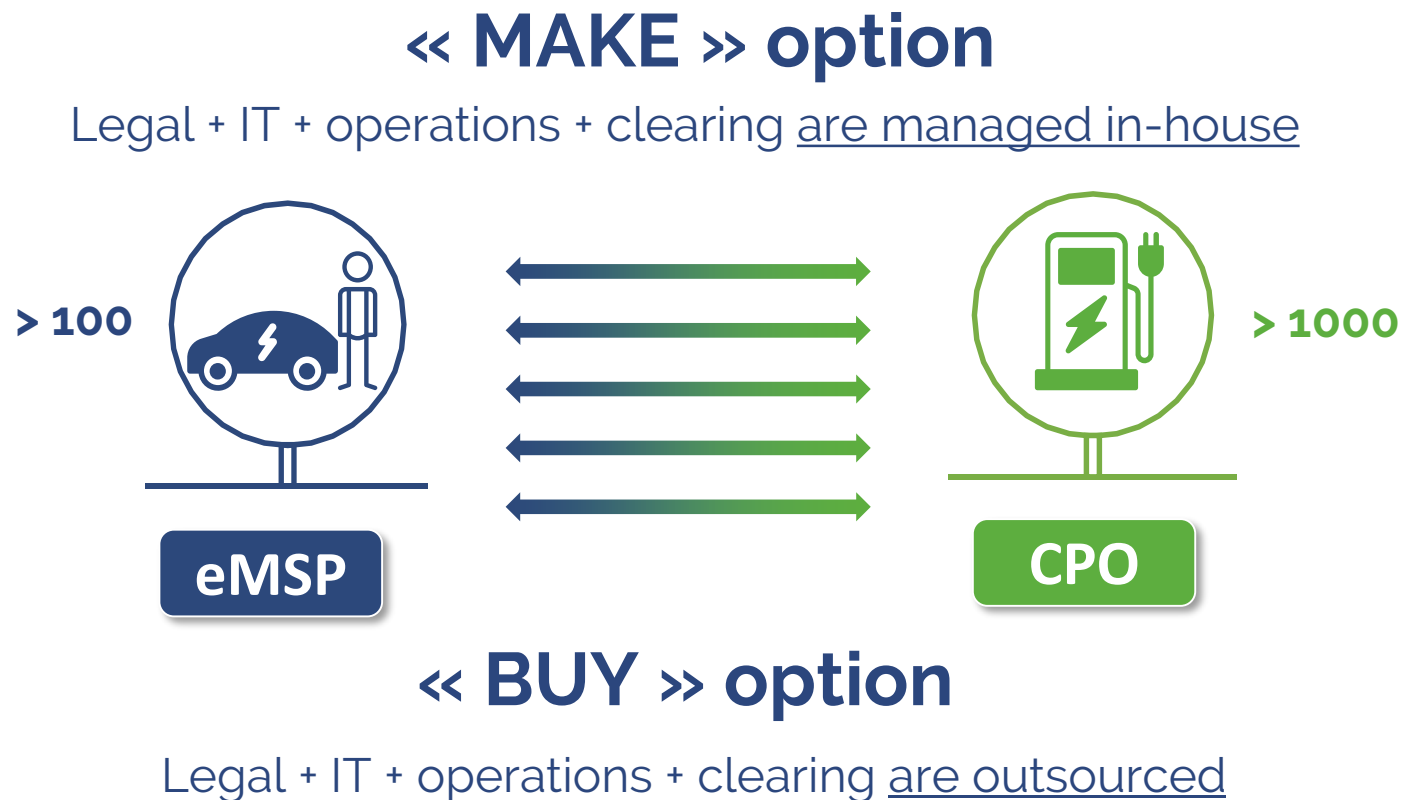 « MAKE » option
Legal + IT + operations + clearing are managed in-house
> 100
> 1000
eMSP
CPO
« BUY » option
Legal + IT + operations + clearing are outsourced